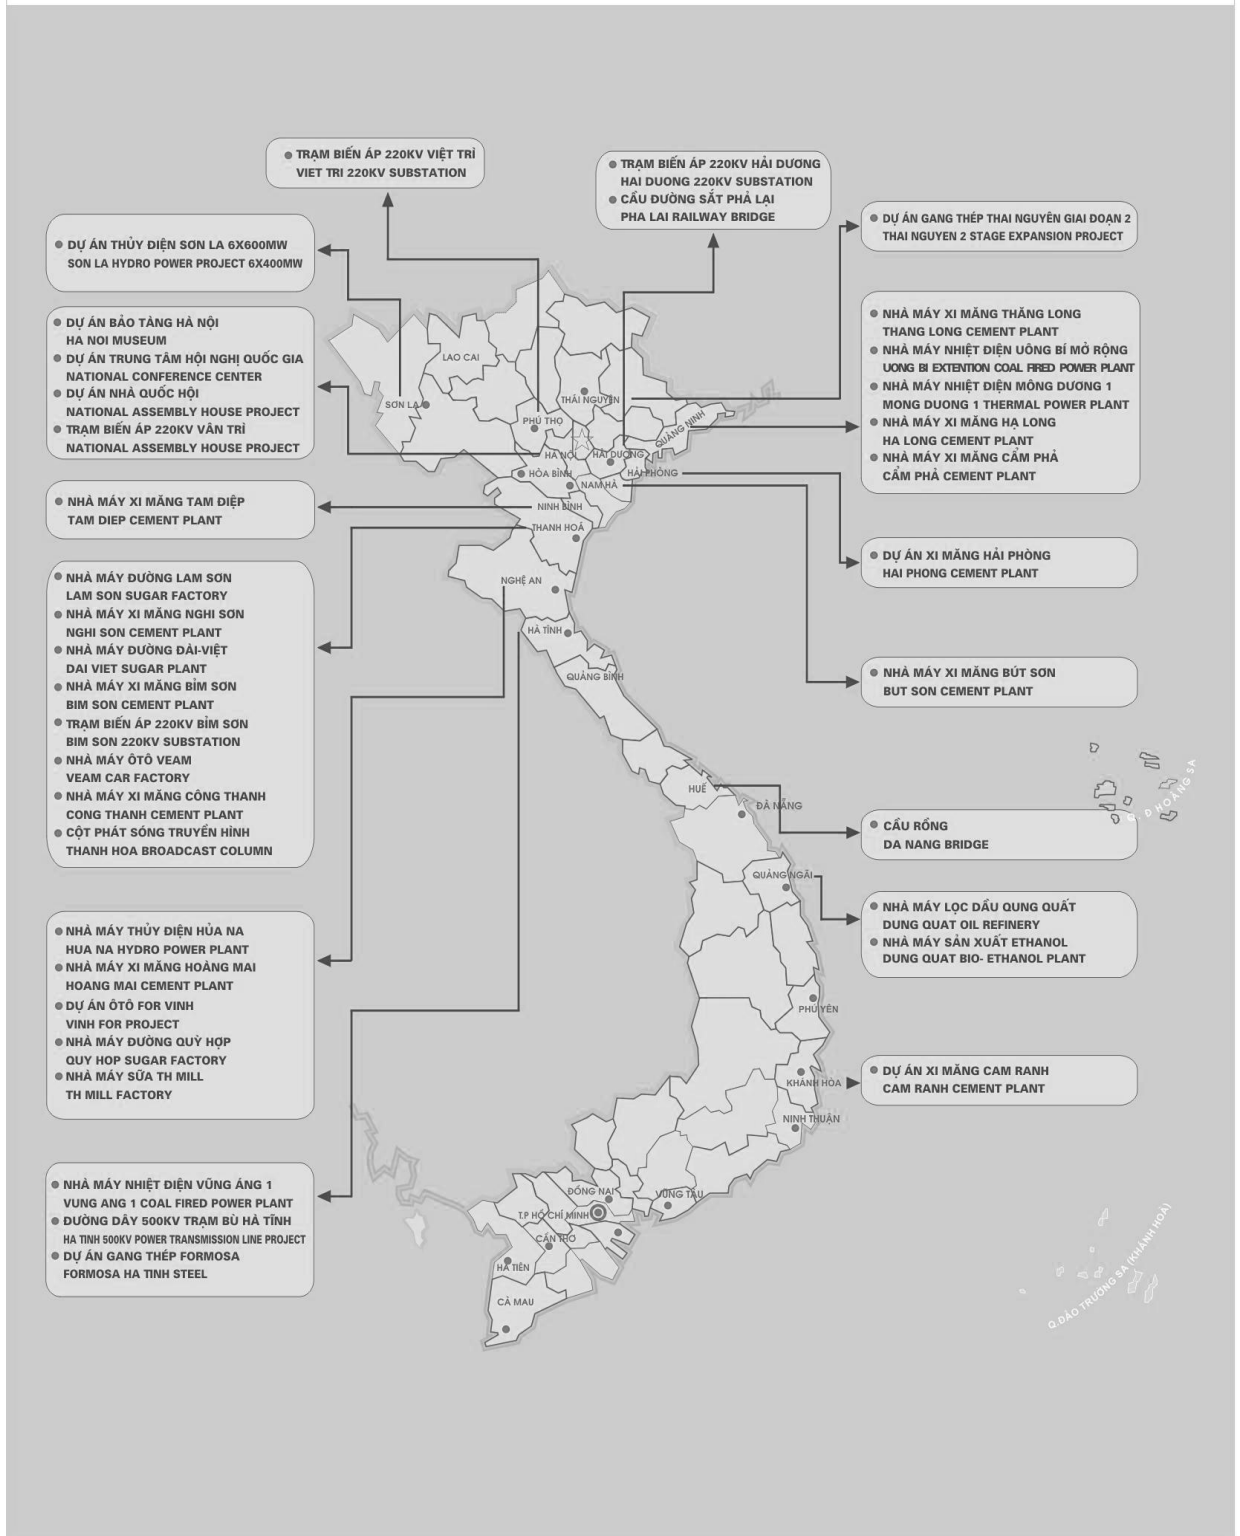 TRẠM BIẾN ÁP 220KV VIỆT TRÌ
VIET TRI 220KV SUBSTATION
TRẠM BIẾN ÁP 220KV HẢI DƯƠNG
HAI DUONG 220KV SUBSTATION
CẦU ĐƯỜNG SẮT PHẢ LẠI
PHA LAI RAILWAY BRIDGE
DỰ ÁN GANG THÉP THAI NGUYÊN GIAI ĐOẠN 2
THAI NGUYEN 2 STAGE EXPANSION PROJECT
DỰ ÁN THỦY ĐIỆN SƠN LA 6X600MW
SON LA HYDRO POWER PROJECT 6X400MW
DỰ ÁN BẢO TÀNG HÀ NỘI
HA NOI MUSEUM
DỰ ÁN TRUNG TÂM HỘI NGHỊ QUỐC GIA
NATIONAL CONFERENCE CENTER
DỰ ÁN NHÀ QUỐC HỘI
NATIONAL ASSEMBLY HOUSE PROJECT
TRẠM BIẾN ÁP 220KV VÂN TRÌ
NATIONAL ASSEMBLY HOUSE PROJECT
NHÀ MÁY XI MĂNG THĂNG LONG
THANG LONG CEMENT PLANT
NHÀ MÁY NHIỆT ĐIỆN UÔNG BÍ MỞ RỘNG
UONG BI EXTENTION COAL FIRED POWER PLANT
NHÀ MÁY NHIỆT ĐIỆN MÔNG DƯƠNG 1
MONG DUONG 1 THERMAL POWER PLANT
NHÀ MÁY XI MĂNG HẠ LONG
HA LONG CEMENT PLANT
NHÀ MÁY XI MĂNG CẨM PHẢ
CẨM PHẢ CEMENT PLANT
NHÀ MÁY XI MĂNG TAM ĐIỆP
TAM DIEP CEMENT PLANT
DỰ ÁN XI MĂNG HẢI PHÒNG
HAI PHONG CEMENT PLANT
NHÀ MÁY ĐƯỜNG LAM SƠN
LAM SON SUGAR FACTORY
NHÀ MÁY XI MĂNG NGHI SƠN
NGHI SON CEMENT PLANT
NHÀ MÁY ĐƯỜNG ĐÀI-VIỆT
DAI VIET SUGAR PLANT
NHÀ MÁY XI MĂNG BỈM SƠN
BIM SON CEMENT PLANT
TRẠM BIẾN ÁP 220KV BỈM SƠN
BIM SON 220KV SUBSTATION
NHÀ MÁY ÔTÔ VEAM
VEAM CAR FACTORY
NHÀ MÁY XI MĂNG CÔNG THANH
CONG THANH CEMENT PLANT
CỘT PHÁT SÓNG TRUYỀN HÌNH
THANH HOA BROADCAST COLUMN
NHÀ MÁY XI MĂNG BÚT SƠN
BUT SON CEMENT PLANT
CẦU RỒNG
DA NANG BRIDGE
NHÀ MÁY LỌC DẦU QUNG QUẤT
DUNG QUAT OIL REFINERY
NHÀ MÁY SẢN XUẤT ETHANOL
DUNG QUAT BIO- ETHANOL PLANT
NHÀ MÁY THỦY ĐIỆN HỦA NA
HUA NA HYDRO POWER PLANT
NHÀ MÁY XI MĂNG HOÀNG MAI
HOANG MAI CEMENT PLANT
DỰ ÁN ÔTÔ FOR VINH
VINH FOR PROJECT
NHÀ MÁY ĐƯỜNG QUỲ HỢP
QUY HOP SUGAR FACTORY
NHÀ MÁY SỮA TH MILL
TH MILL FACTORY
DỰ ÁN XI MĂNG CAM RANH
CAM RANH CEMENT PLANT
NHÀ MÁY NHIỆT ĐIỆN VŨNG ÁNG 1
VUNG ANG 1 COAL FIRED POWER PLANT
ĐƯỜNG DÂY 500KV TRẠM BÙ HÀ TĨNH
HA TINH 500KV POWER TRANSMISSION LINE PROJECT
DỰ ÁN GANG THÉP FORMOSA
FORMOSA HA TINH STEEL
LAO CAI
SƠN LA
THÁI NGUYÊN
PHÚ THỌ
QUẢNG NINH
HÀ NỘI
HẢI DƯƠNG
HÒA BÌNH
HẢI PHÒNG
NAM HÀ
NINH BÌNH
THANH HOÁ
NGHỆ AN
HÀ TĨNH
QUẢNG BÌNH
HUẾ
ĐÀ NẴNG
QUẢNG NGÃI
PHÚ YÊN
KHÁNH HÒA
NINH THUẬN
ĐỒNG NAI
VŨNG TÀU
T.P HỒ CHÍ MINH
CẦN THƠ
HÀ TIÊN
CÀ MAU
Q. Đ HOÀNG SA
Q.ĐẢO TRƯỜNG SA (KHÁNH HOÀ)